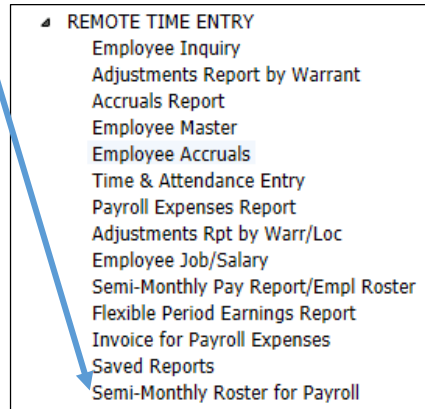 REMOTE TIME ENTRY
Employee Inquiry
Adjustments Report by Warrant
Accruals Report
Employee Master
Employee Accruals
Time & Attendance Entry
Payroll Expenses Report
Adjustments Rpt by Warr/Loc
Employee Job/Salary
Semi-Monthly Pay Report/Empl Roster
Flexible Period Earnings Report
Invoice for Payroll Expenses
Saved Reports
Semi-Monthly Roster for Payroll